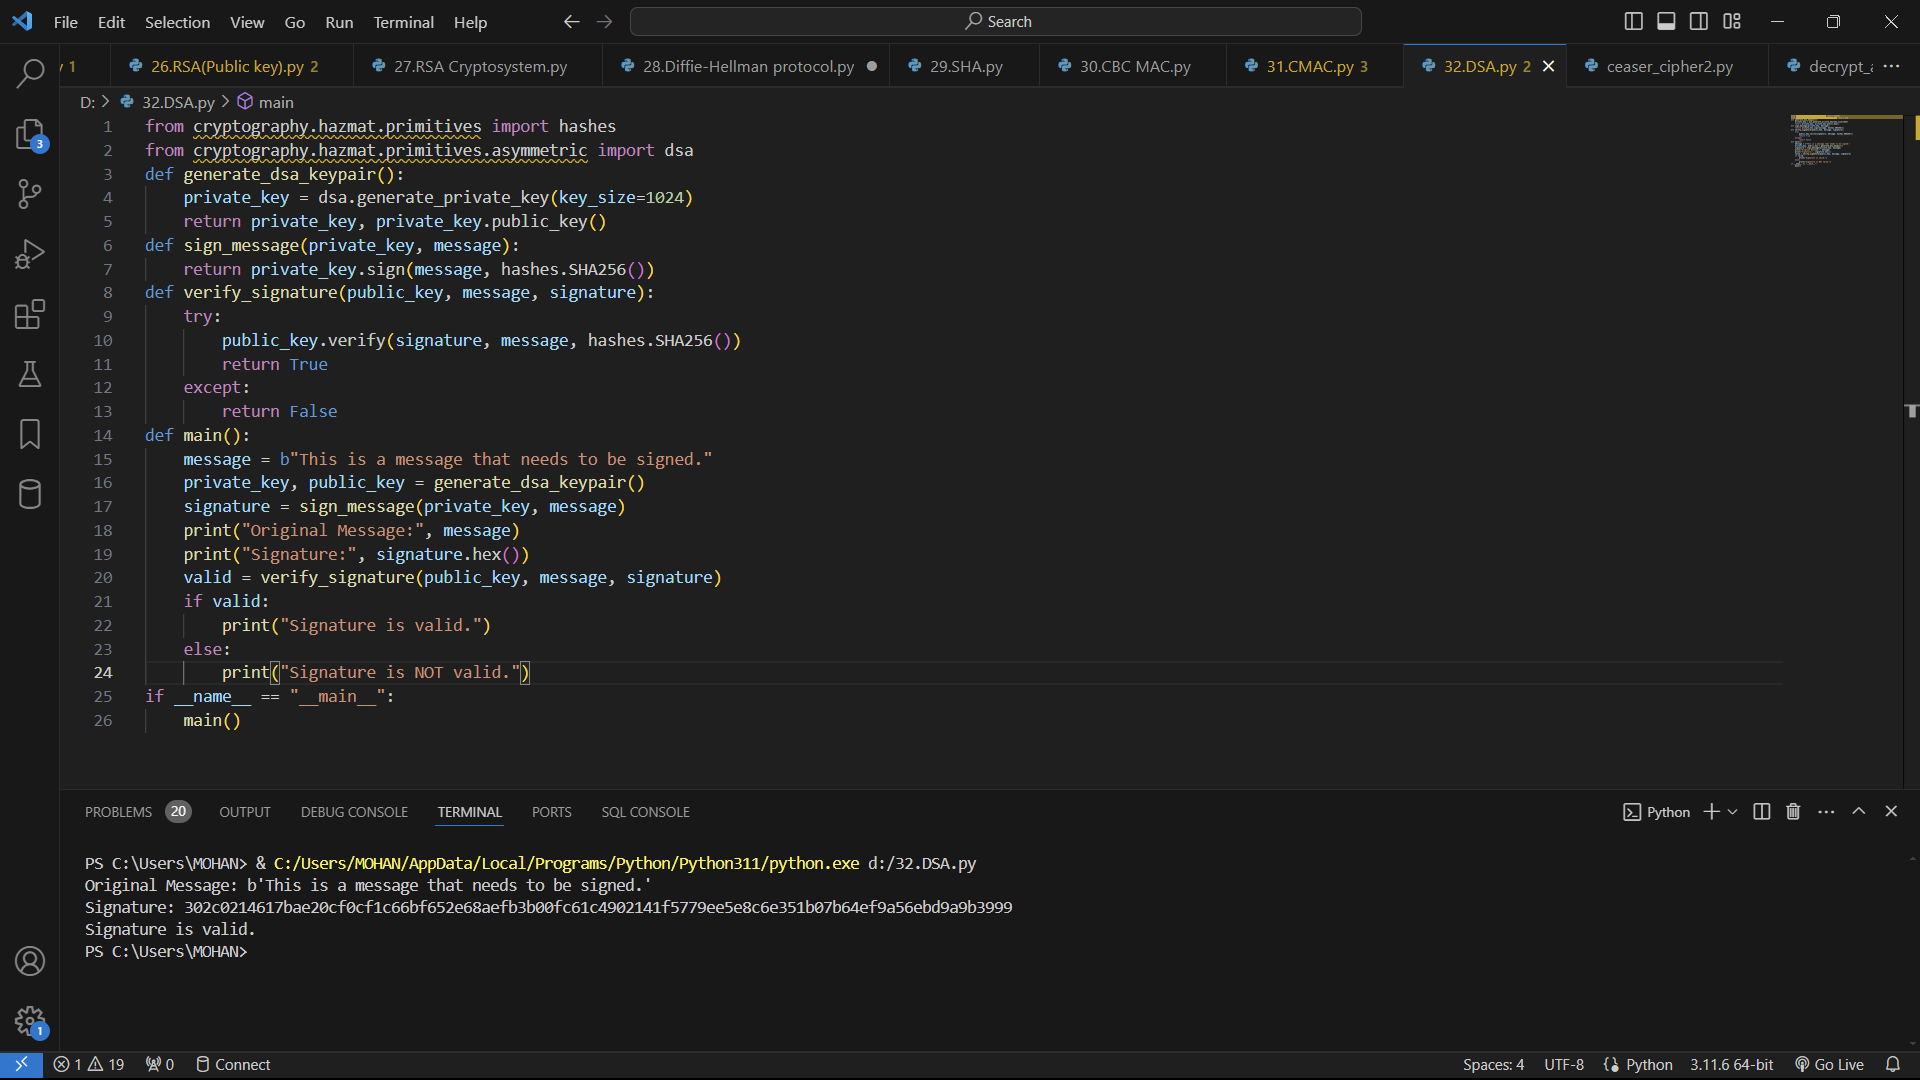 File Edit Selection View Go Run Terminal Help Search
1 26.RSA(Public key).py 2 27.RSA Cryptosystem.py 28.Diffie-Hellman protocol.py 29.SHA.py 30.CBC MAC.py 31.CMAC.py 3 32.DSA.py 2 ceaser_cipher2.py
D: > 32.DSA.py > main
1 from cryptography.hazmat.primitives import hashes
2 from cryptography.hazmat.primitives.asymmetric import dsa
3 def generate_dsa_keypair():
4     private_key = dsa.generate_private_key(key_size=1024)
5     return private_key, private_key.public_key()
6 def sign_message(private_key, message):
7     return private_key.sign(message, hashes.SHA256())
8 def verify_signature(public_key, message, signature):
9     try:
10         public_key.verify(signature, message, hashes.SHA256())
11         return True
12     except:
13         return False
14 def main():
15     message = b"This is a message that needs to be signed."
16     private_key, public_key = generate_dsa_keypair()
17     signature = sign_message(private_key, message)
18     print("Original Message:", message)
19     print("Signature:", signature.hex())
20     valid = verify_signature(public_key, message, signature)
21     if valid:
22         print("Signature is valid.")
23     else:
24         print("Signature is NOT valid.")
25 if __name__ == "__main__":
26     main()
3
PROBLEMS 20 OUTPUT DEBUG CONSOLE TERMINAL PORTS SQL CONSOLE Python
PS C:\Users\MOHAN> & C:/Users/MOHAN/AppData/Local/Programs/Python/Python311/python.exe d:/32.DSA.py
Original Message: b'This is a message that needs to be signed.'
Signature: 302c0214617bae20cf0cf1c66bf652e68aefb3b00fc61c4902141f5779ee5e8c6e351b07b64ef9a56ebd9a9b3999
Signature is valid.
PS C:\Users\MOHAN>
1
1 19 0 Connect Spaces: 4 UTF-8 Python 3.11.6 64-bit Go Live